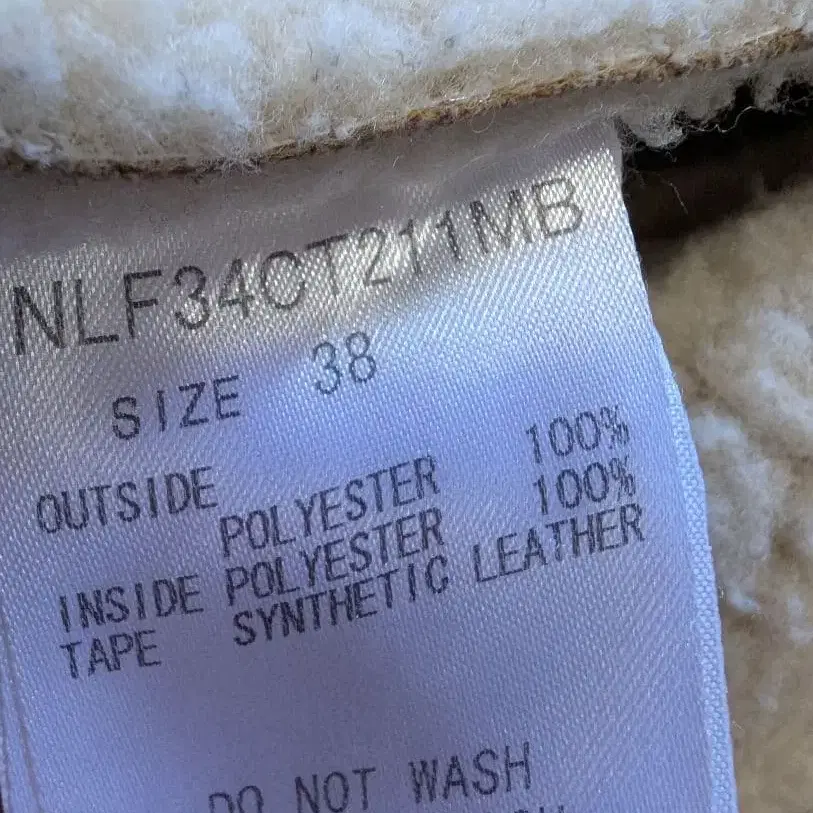 NLF34CT211MB
SIZE 38
OUTSIDE
POLYESTER 100%
INSIDE POLYESTER 100%
TAPE SYNTHETIC LEATHER
DO NOT WASH